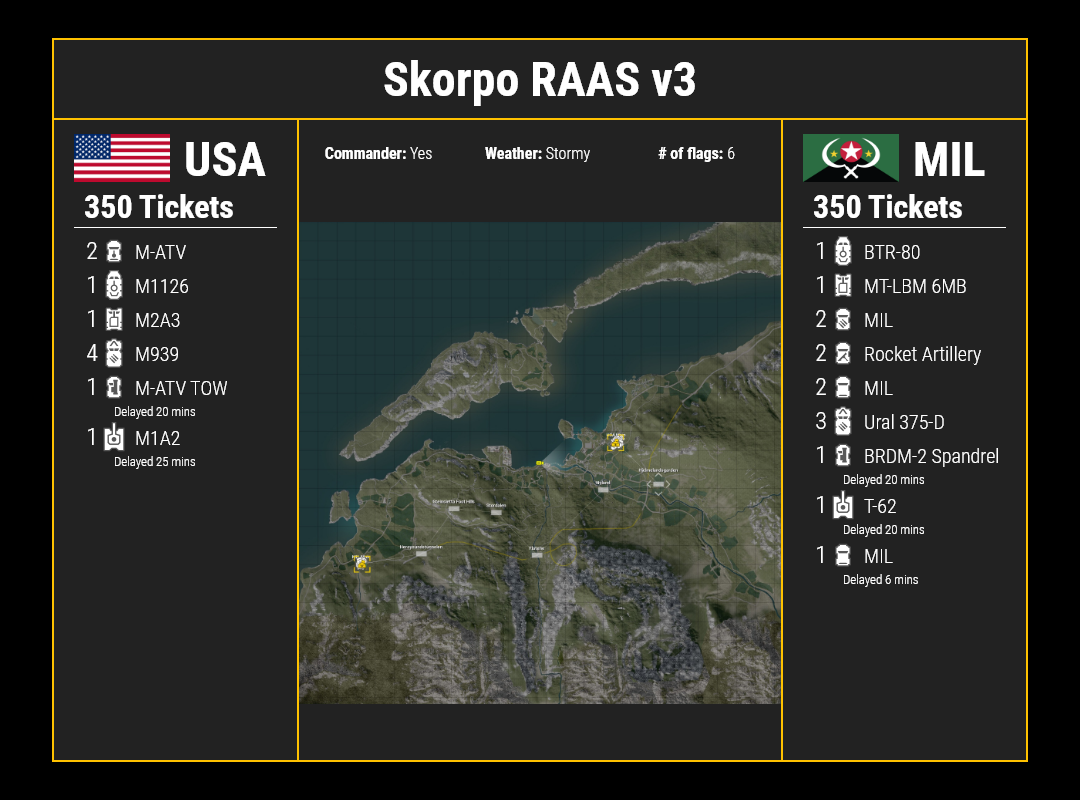 Skorpo RAAS v3
USA
350 Tickets
2 M-ATV
1 M1126
1 M2A3
4 M939
1 M-ATV TOW
Delayed 20 mins
1 M1A2
Delayed 25 mins
Commander: Yes
Weather: Stormy
# of flags: 6
MIL
350 Tickets
1 BTR-80
1 MT-LBM 6MB
2 MIL
2 Rocket Artillery
2 MIL
3 Ural 375-D
1 BRDM-2 Spandrel
Delayed 20 mins
1 T-62
Delayed 20 mins
1 MIL
Delayed 6 mins